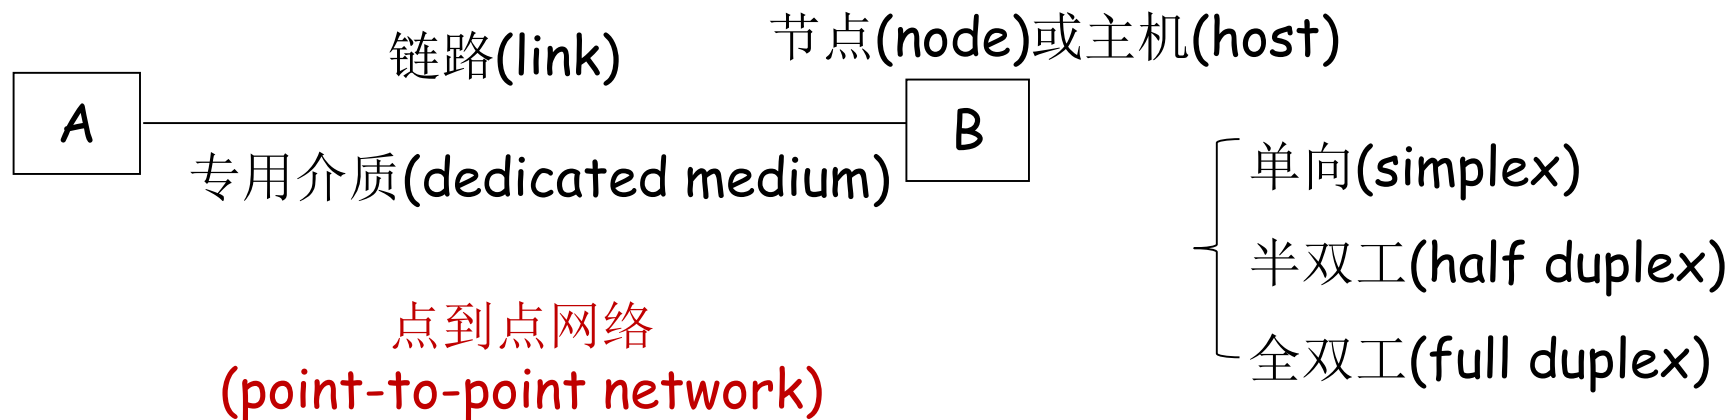 链路(link)
节点(node)或主机(host)
A
B
专用介质(dedicated medium)
单向(simplex)
半双工(half duplex)
全双工(full duplex)
点到点网络
(point-to-point network)